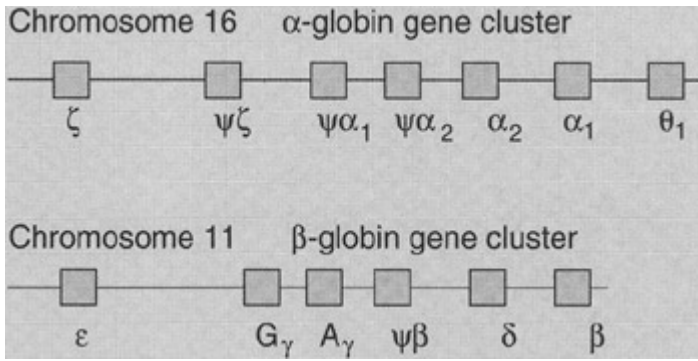 Chromosome 16 α-globin gene cluster
ζ ψζ ψα₁ ψα₂ α₂ α₁ θ₁
Chromosome 11 β-globin gene cluster
ε Gᵧ Aᵧ ψβ δ β